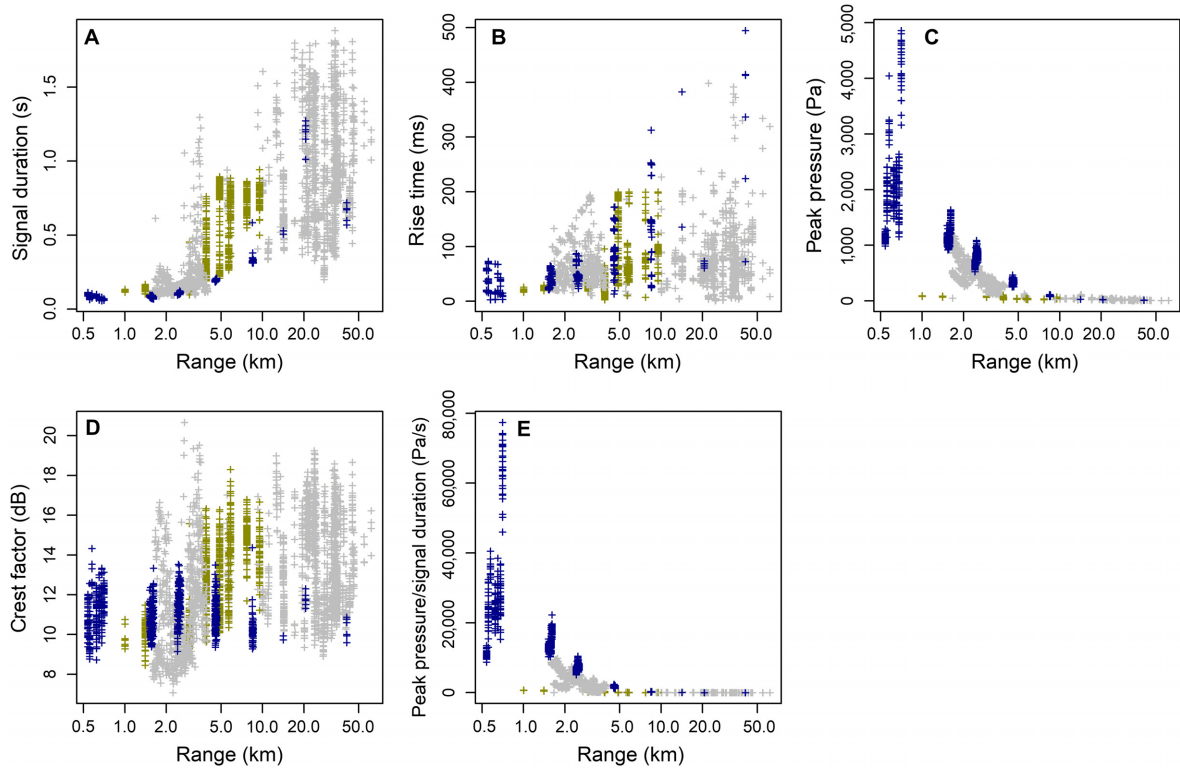 A
Signal duration (s)
0.0 0.5 1.0 1.5
0.5 1.0 2.0 5.0 10.0 20.0 50.0
Range (km)
B
Rise time (ms)
0 100 200 300 400 500
0.5 1.0 2.0 5.0 10.0 20.0 50.0
Range (km)
C
Peak pressure (Pa)
0 1,000 2,000 3,000 4,000 5,000
0.5 1.0 2.0 5.0 10.0 20.0 50.0
Range (km)
D
Crest factor (dB)
8 10 12 14 16 18 20
0.5 1.0 2.0 5.0 10.0 20.0 50.0
Range (km)
E
Peak pressure/signal duration (Pa/s)
0 20,000 40,000 60,000 80,000
0.5 1.0 2.0 5.0 10.0 20.0 50.0
Range (km)